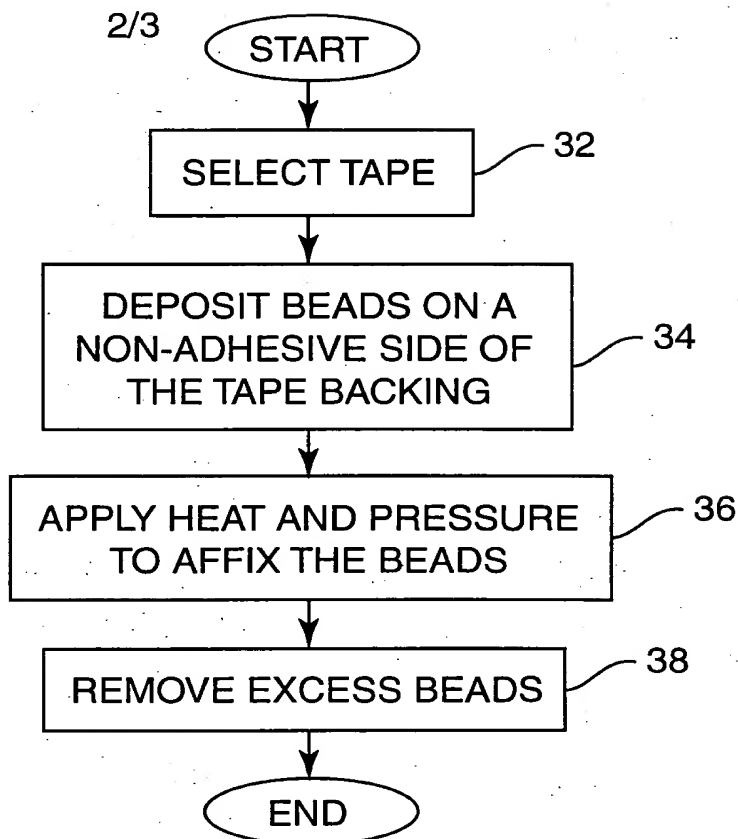 2/3
START
SELECT TAPE
32
DEPOSIT BEADS ON A
NON-ADHESIVE SIDE OF
THE TAPE BACKING
34
APPLY HEAT AND PRESSURE
TO AFFIX THE BEADS
36
REMOVE EXCESS BEADS
38
END